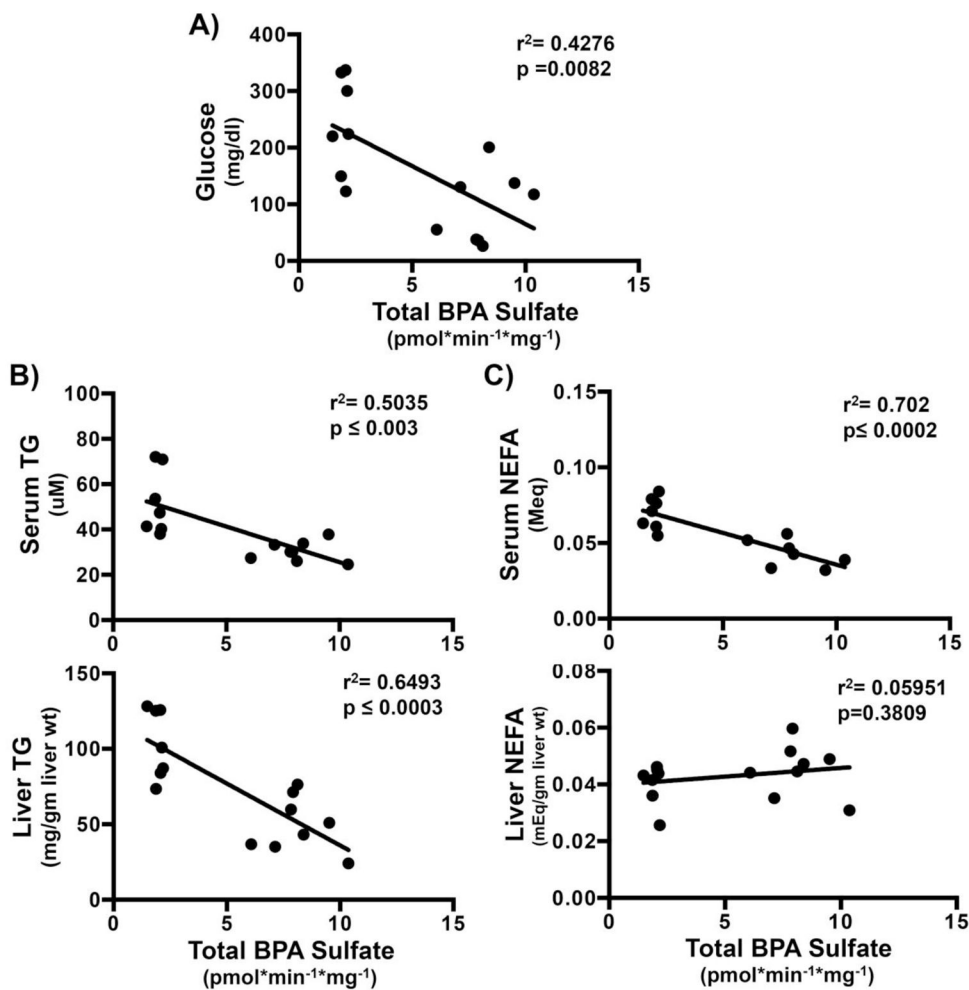 A)
r²= 0.4276
p =0.0082
Glucose
(mg/dl)
400
300
200
100
0
0 5 10 15
Total BPA Sulfate
(pmol*min⁻¹*mg⁻¹)
B)
r²= 0.5035
p ≤ 0.003
Serum TG
(uM)
100
80
60
40
20
0
0 5 10 15
r²= 0.6493
p ≤ 0.0003
Liver TG
(mg/gm liver wt)
150
100
50
0
0 5 10 15
Total BPA Sulfate
(pmol*min⁻¹*mg⁻¹)
C)
r²= 0.702
p≤ 0.0002
Serum NEFA
(Meq)
0.15
0.10
0.05
0.00
0 5 10 15
r²= 0.05951
p=0.3809
Liver NEFA
(mEq/gm liver wt)
0.08
0.06
0.04
0.02
0.00
0 5 10 15
Total BPA Sulfate
(pmol*min⁻¹*mg⁻¹)